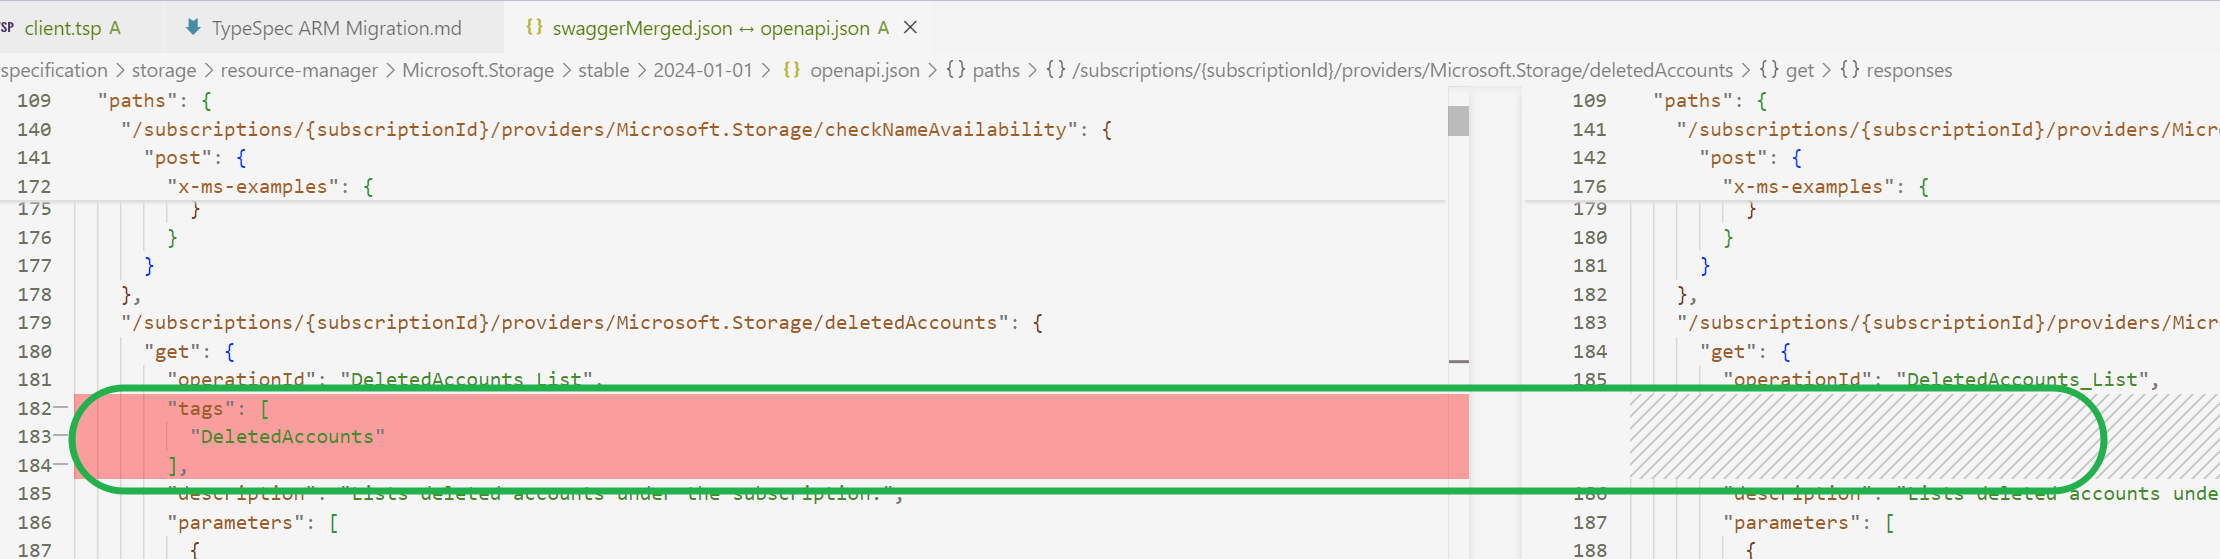 TSP client.tsp A
TypeSpec ARM Migration.md
{} swaggerMerged.json ↔ openapi.json A ×
specification > storage > resource-manager > Microsoft.Storage > stable > 2024-01-01 > {} openapi.json > {} paths > {} /subscriptions/{subscriptionId}/providers/Microsoft.Storage/deletedAccounts > {} get > {} responses
109 "paths": {
140 "/subscriptions/{subscriptionId}/providers/Microsoft.Storage/checkNameAvailability": {
141 "post": {
172 "x-ms-examples": {
175 }
176 }
177 }
178 },
179 "/subscriptions/{subscriptionId}/providers/Microsoft.Storage/deletedAccounts": {
180 "get": {
181 "operationId": "DeletedAccounts_List",
182— "tags": [
183— "DeletedAccounts"
184— ],
185 "description": "Lists deleted accounts under the subscription.",
186 "parameters": [
187 {
109 "paths": {
141 "/subscriptions/{subscriptionId}/providers/Micr
142 "post": {
176 "x-ms-examples": {
179 }
180 }
181 }
182 },
183 "/subscriptions/{subscriptionId}/providers/Micr
184 "get": {
185 "operationId": "DeletedAccounts_List",
186 "description": "Lists deleted accounts unde
187 "parameters": [
188 {